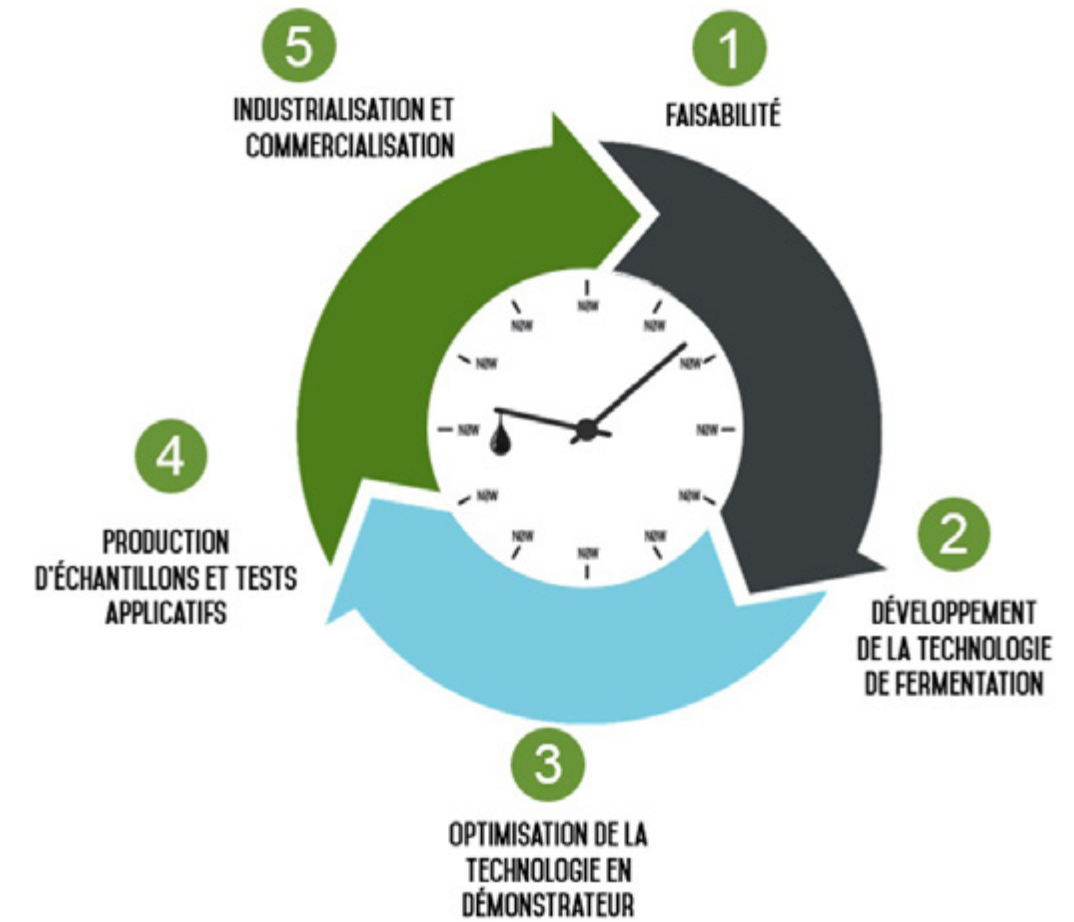 5
INDUSTRIALISATION ET
COMMERCIALISATION
1
FAISABILITÉ
NOW
NOW
NOW
NOW
NOW
NOW
NOW
NOW
NOW
NOW
NOW
NOW
4
PRODUCTION
D'ÉCHANTILLONS ET TESTS
APPLICATIFS
2
DÉVELOPPEMENT
DE LA TECHNOLOGIE
DE FERMENTATION
3
OPTIMISATION DE LA
TECHNOLOGIE EN
DÉMONSTRATEUR